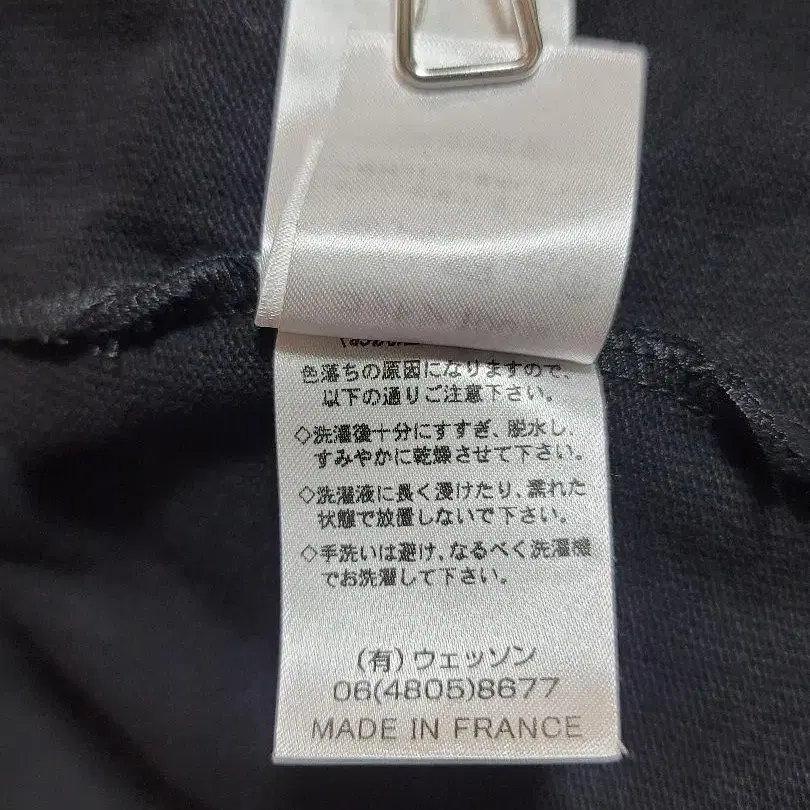 色落ちの原因になりますので、
以下の通りご注意下さい。
◇洗濯後十分にすすぎ、脱水し、
すみやかに乾燥させて下さい。
◇洗濯液に長く浸けたり、濡れた
状態で放置しないで下さい。
◇手洗いは避け、なるべく洗濯機
でお洗濯して下さい。
(有)ウェッソン
06(4805)8677
MADE IN FRANCE